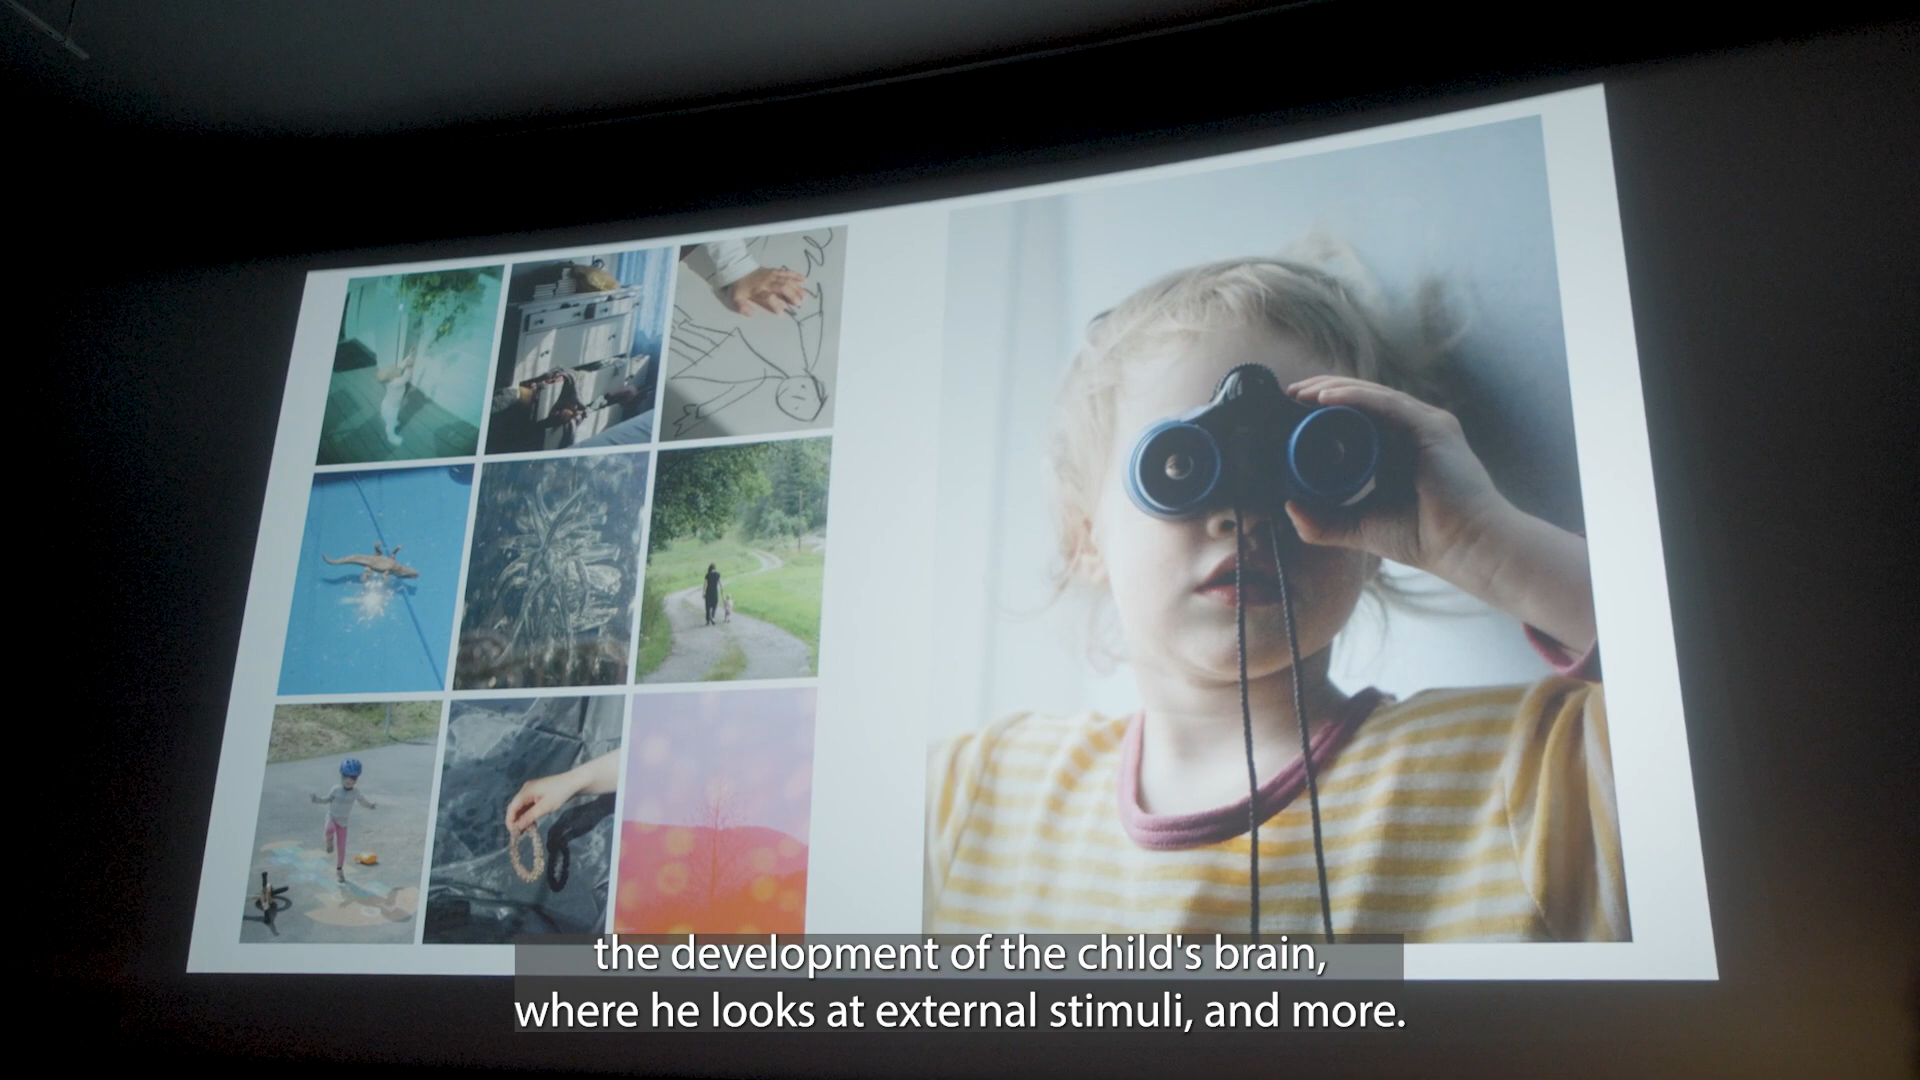 the development of the child's brain,
where he looks at external stimuli, and more.